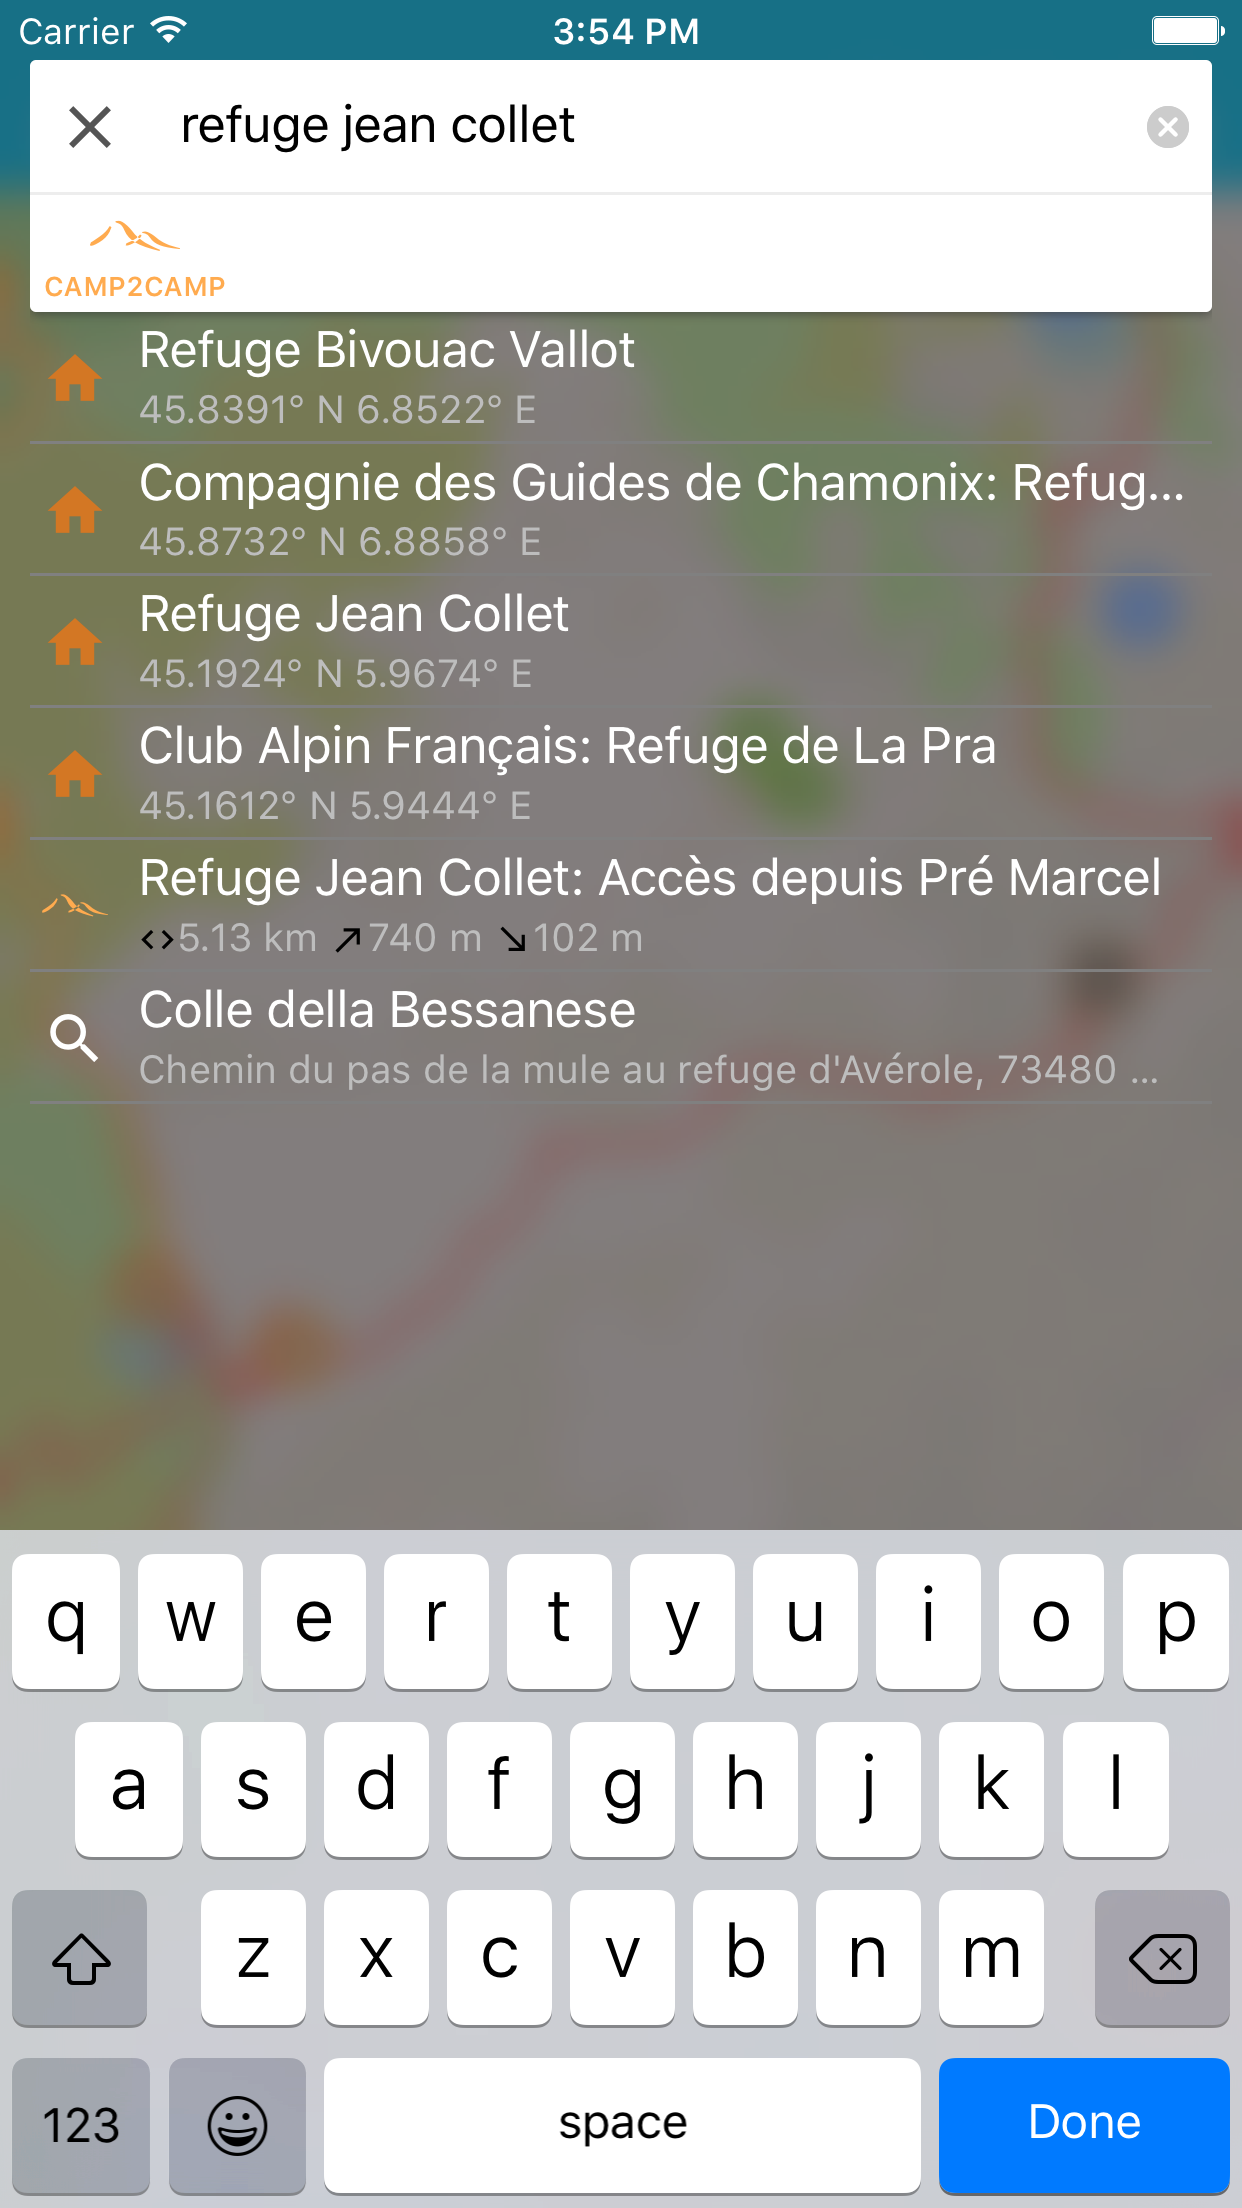 Carrier 3:54 PM
refuge jean collet
CAMP2CAMP
Refuge Bivouac Vallot
45.8391° N 6.8522° E
Compagnie des Guides de Chamonix: Refug...
45.8732° N 6.8858° E
Refuge Jean Collet
45.1924° N 5.9674° E
Club Alpin Français: Refuge de La Pra
45.1612° N 5.9444° E
Refuge Jean Collet: Accès depuis Pré Marcel
5.13 km 740 m 102 m
Colle della Bessanese
Chemin du pas de la mule au refuge d'Avérole, 73480 ...
q w e r t y u i o p
a s d f g h j k l
z x c v b n m
123 space Done